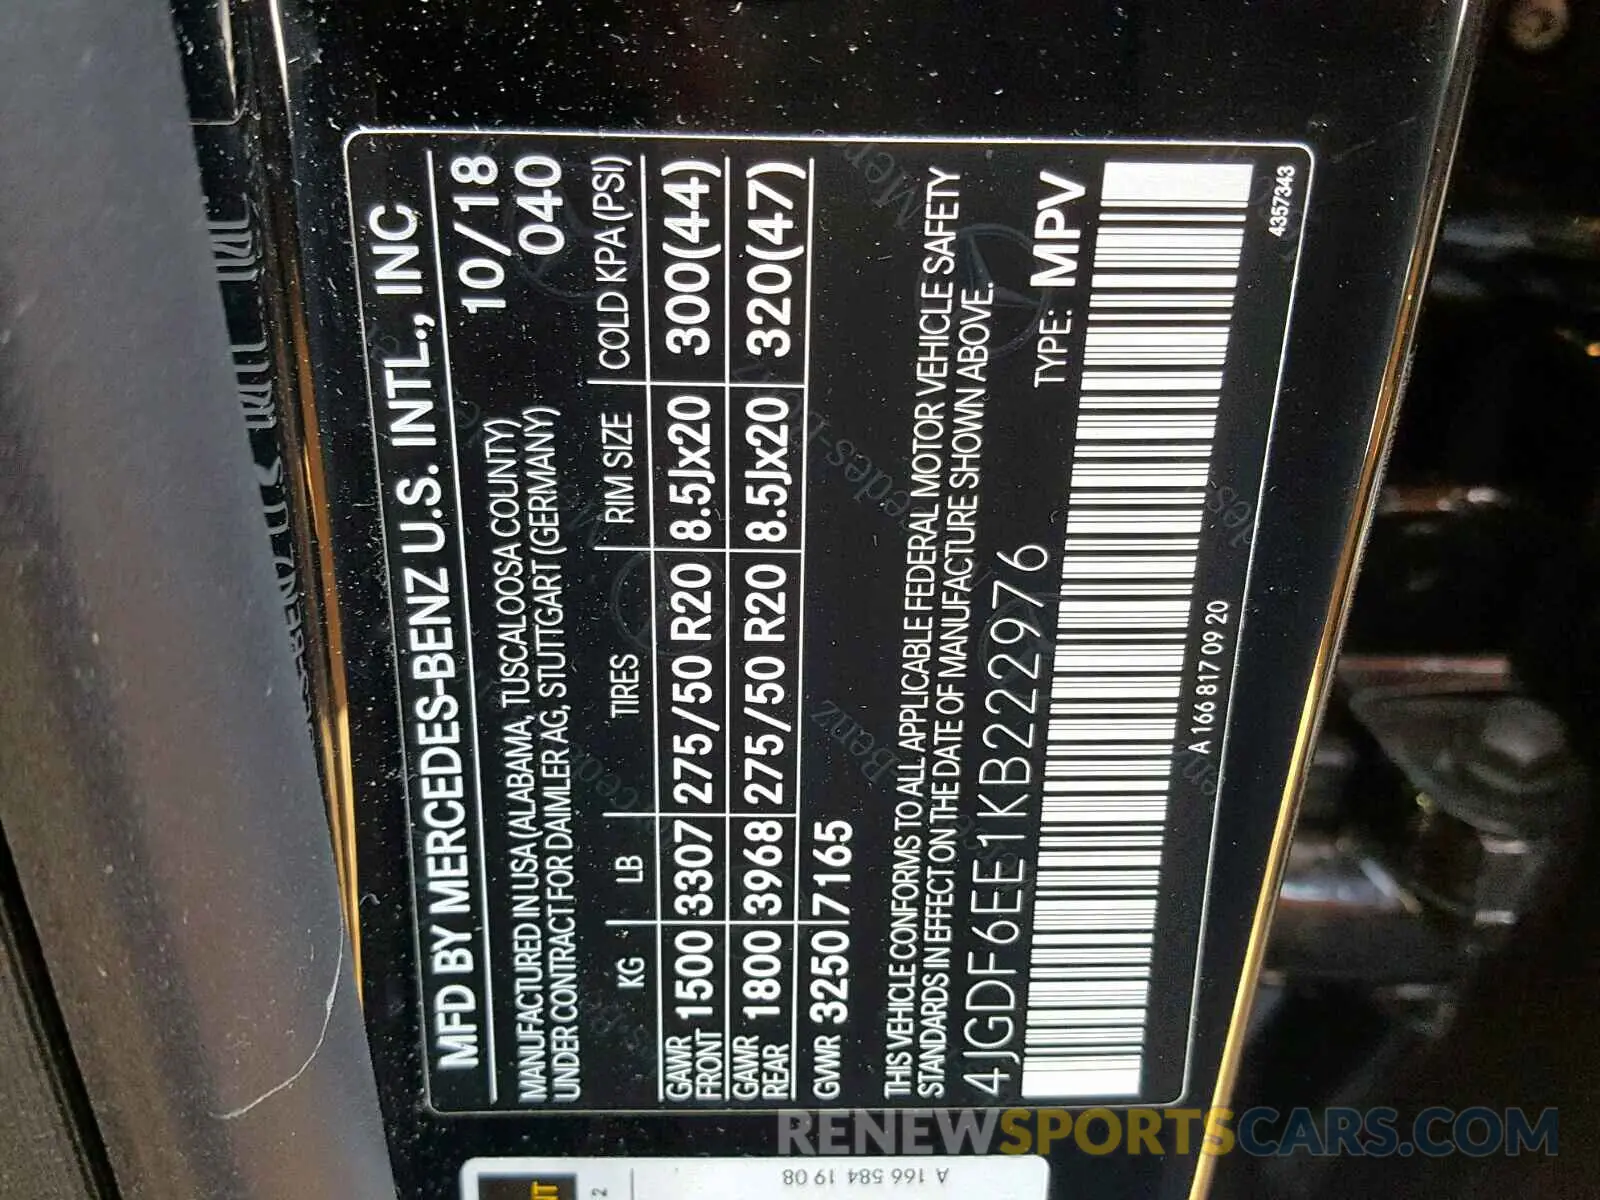 MFD BY MERCEDES-BENZ U.S. INTL., INC
10/18
MANUFACTURED IN USA (ALABAMA, TUSCALOOSA COUNTY)
040
UNDER CONTRACT FOR DAIMLER AG, STUTTGART (GERMANY)
KG LB TIRES RIM SIZE COLD KPA (PSI)
GAWR FRONT 1500 3307 275/50 R20 8.5Jx20 300(44)
GAWR REAR 1800 3968 275/50 R20 8.5Jx20 320(47)
GWR 3250 7165
THIS VEHICLE CONFORMS TO ALL APPLICABLE FEDERAL MOTOR VEHICLE SAFETY
STANDARDS IN EFFECT ON THE DATE OF MANUFACTURE SHOWN ABOVE.
4JGDF6EE1KB222976 TYPE: MPV
A 166 817 09 20
4357343
A 166 584 19 08
RENEWSPORTSCARS.COM